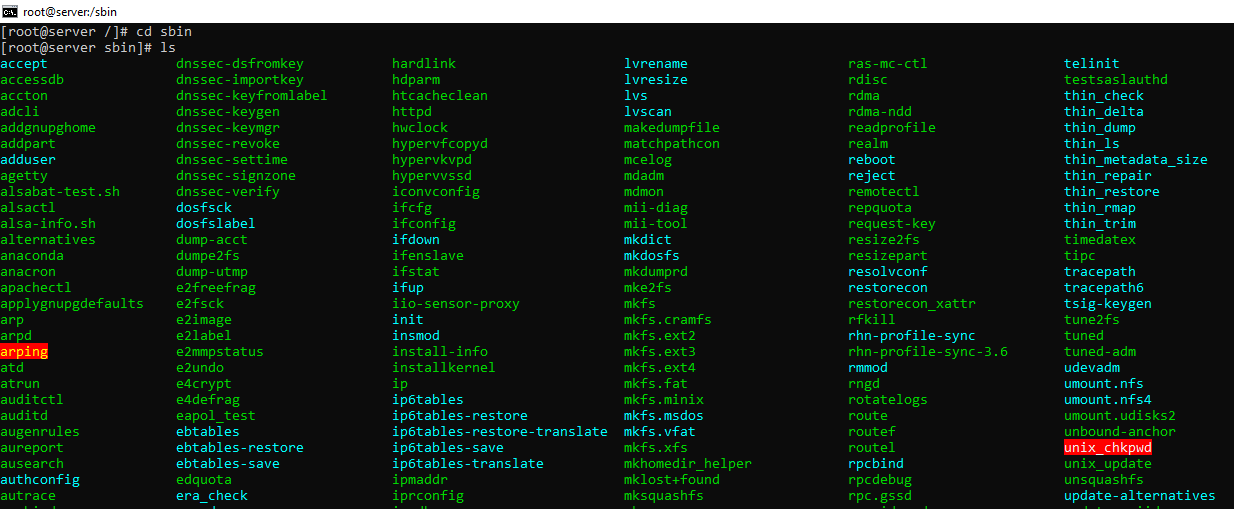 root@server:/sbin
[root@server /]# cd sbin
[root@server sbin]# ls
accept dnssec-dsfromkey hardlink lvrename ras-mc-ctl telinit
accessdb dnssec-importkey hdparm lvresize rdisc testsaslauthd
accton dnssec-keyfromlabel htcacheclean lvs rdma thin_check
adcli dnssec-keygen httpd lvscan rdma-ndd thin_delta
addgnupghome dnssec-keymgr hwclock makedumpfile readprofile thin_dump
addpart dnssec-revoke hypervfcopyd matchpathcon realm thin_ls
adduser dnssec-settime hypervkvpd mcelog reboot thin_metadata_size
agetty dnssec-signzone hypervvssd mdadm reject thin_repair
alsabat-test.sh dnssec-verify iconvconfig mdmon remotectl thin_restore
alsactl dosfsck ifcfg mii-diag repquota thin_rmap
alsa-info.sh dosfslabel ifconfig mii-tool request-key thin_trim
alternatives dump-acct ifdown mkdict resize2fs timedatex
anaconda dumpe2fs ifenslave mkdosfs resizepart tipc
anacron dump-utmp ifstat mkdumprd resolvconf tracepath
apachectl e2freefrag ifup mke2fs restorecon tracepath6
applygnupgdefaults e2fsck iio-sensor-proxy mkfs restorecon_xattr tsig-keygen
arp e2image init mkfs.cramfs rfkill tune2fs
arpd e2label insmod mkfs.ext2 rhn-profile-sync tuned
arping e2mmpstatus install-info mkfs.ext3 rhn-profile-sync-3.6 tuned-adm
atd e2undo installkernel mkfs.ext4 rmmod udevadm
atrun e4crypt ip mkfs.fat rngd umount.nfs
auditctl e4defrag ip6tables mkfs.minix rotatelogs umount.nfs4
auditd eapol_test ip6tables-restore mkfs.msdos route umount.udisks2
augenrules ebtables ip6tables-restore-translate mkfs.vfat routef unbound-anchor
aureport ebtables-restore ip6tables-save mkfs.xfs routel unix_chkpwd
ausearch ebtables-save ip6tables-translate mkhomedir_helper rpcbind unix_update
authconfig edquota ipmaddr mklost+found rpcdebug unsquashfs
autrace era_check iprconfig mksquashfs rpc.gssd update-alternatives